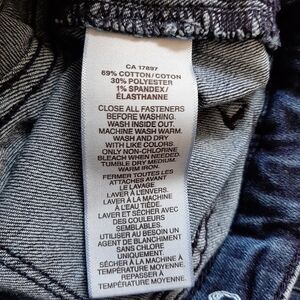 CA 17897
69% COTTON/COTON
30% POLYESTER
1% SPANDEX/
ÉLASTHANNE
CLOSE ALL FASTENERS
BEFORE WASHING.
WASH INSIDE OUT.
MACHINE WASH WARM.
WASH AND DRY
WITH LIKE COLORS.
ONLY NON-CHLORINE
BLEACH WHEN NEEDED.
TUMBLE DRY MEDIUM.
WARM IRON.
FERMER TOUTES LES
ATTACHES AVANT
LE LAVAGE.
LAVER À L'ENVERS.
LAVER À LA MACHINE
À L'EAU TIÈDE.
LAVER ET SÉCHER AVEC
DES COULEURS
SEMBLABLES.
UTILISER AU BESOIN UN
AGENT DE BLANCHIMENT
SANS CHLORE
UNIQUEMENT.
SÉCHER À LA MACHINE À
TEMPÉRATURE MOYENNE.
REPASSER À
TEMPÉRATURE MOYENNE.